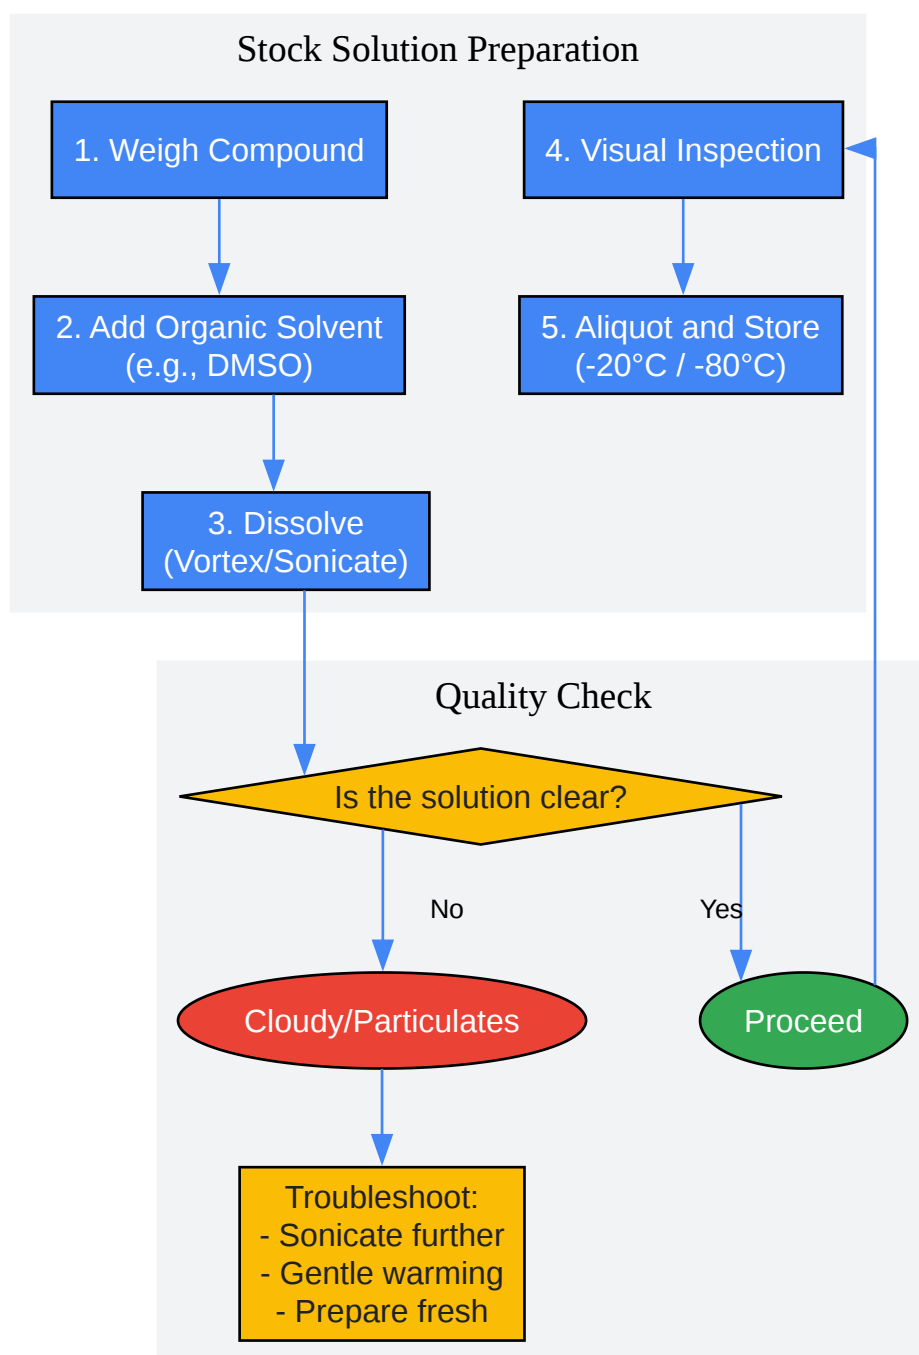 Stock Solution Preparation
1. Weigh Compound
4. Visual Inspection
2. Add Organic Solvent
(e.g., DMSO)
5. Aliquot and Store
(-20°C / -80°C)
3. Dissolve
(Vortex/Sonicate)
Quality Check
Is the solution clear?
No
Yes
Cloudy/Particulates
Proceed
Troubleshoot:
- Sonicate further
- Gentle warming
- Prepare fresh